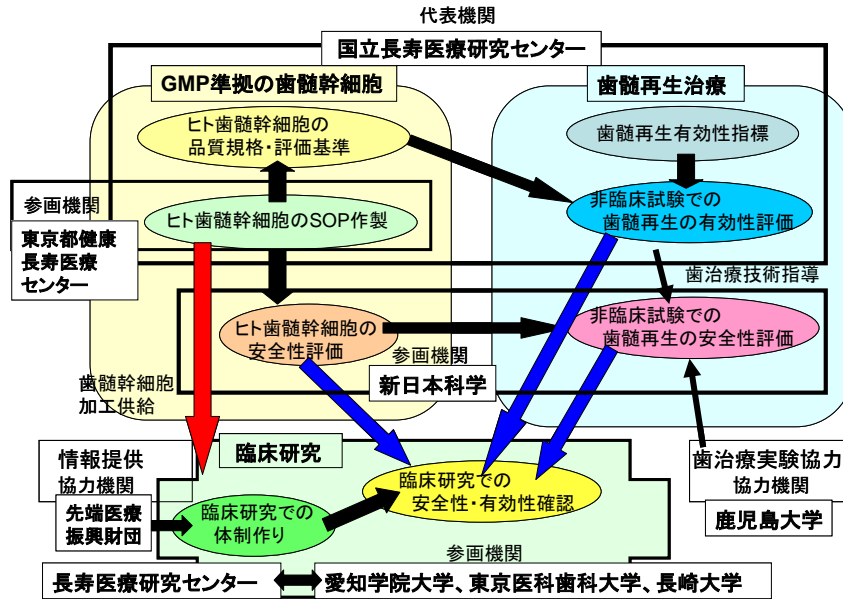 代表機関
国立長寿医療研究センター
GMP準拠の歯髄幹細胞
歯髄再生治療
ヒト歯髄幹細胞の
品質規格・評価基準
歯髄再生有効性指標
参画機関
東京都健康
長寿医療
センター
ヒト歯髄幹細胞のSOP作製
非臨床試験での
歯髄再生の有効性評価
歯治療技術指導
ヒト歯髄幹細胞の
安全性評価
非臨床試験での
歯髄再生の安全性評価
参画機関
新日本科学
歯髄幹細胞
加工供給
情報提供
協力機関
臨床研究
歯治療実験協力
協力機関
臨床研究での
安全性・有効性確認
先端医療
振興財団
臨床研究での
体制作り
鹿児島大学
参画機関
長寿医療研究センター
愛知学院大学、東京医科歯科大学、長崎大学